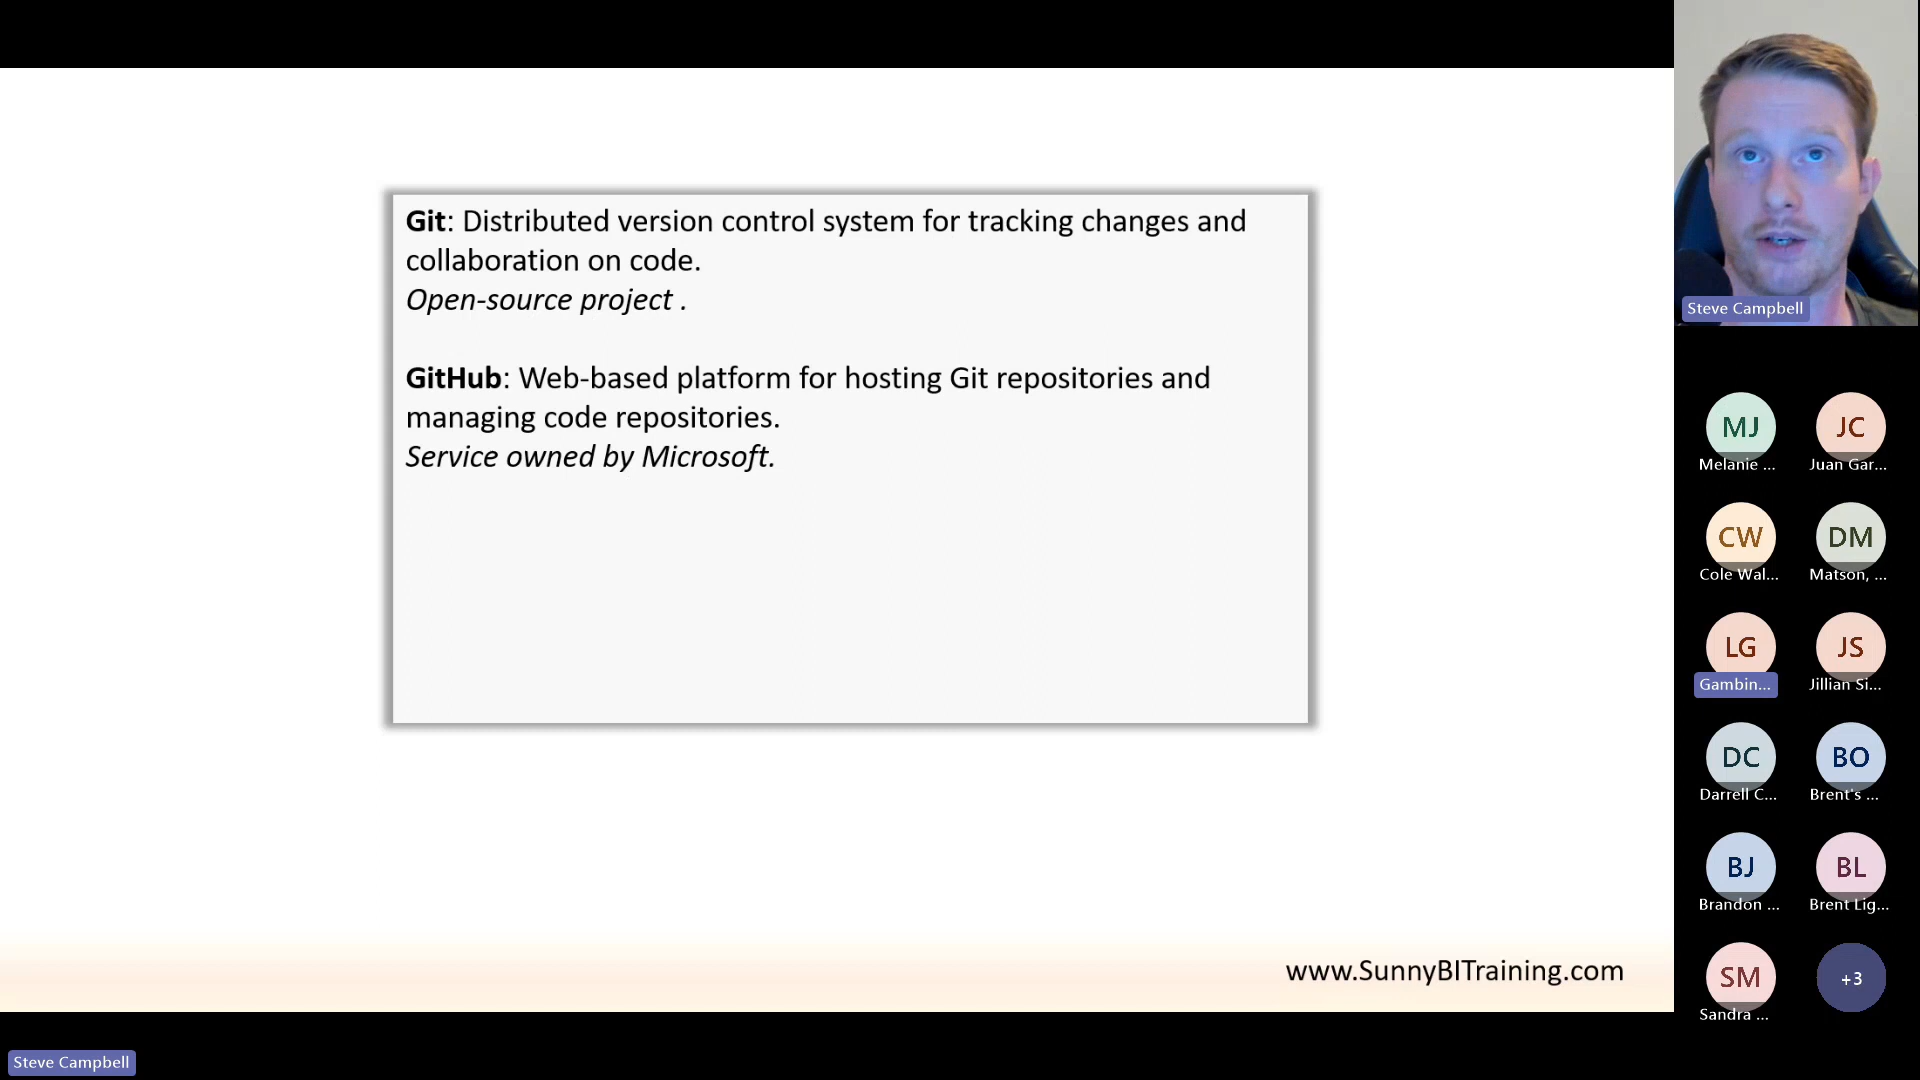 Git: Distributed version control system for tracking changes and
collaboration on code.
Open-source project .
GitHub: Web-based platform for hosting Git repositories and
managing code repositories.
Service owned by Microsoft.
www.SunnyBITraining.com
Steve Campbell
Steve Campbell
MJ JC
Melanie ... Juan Gar...
CW DM
Cole Wal... Matson, ...
LG JS
Gambin... Jillian Si...
DC BO
Darrell C... Brent's ...
BJ BL
Brandon ... Brent Lig...
SM +3
Sandra ...